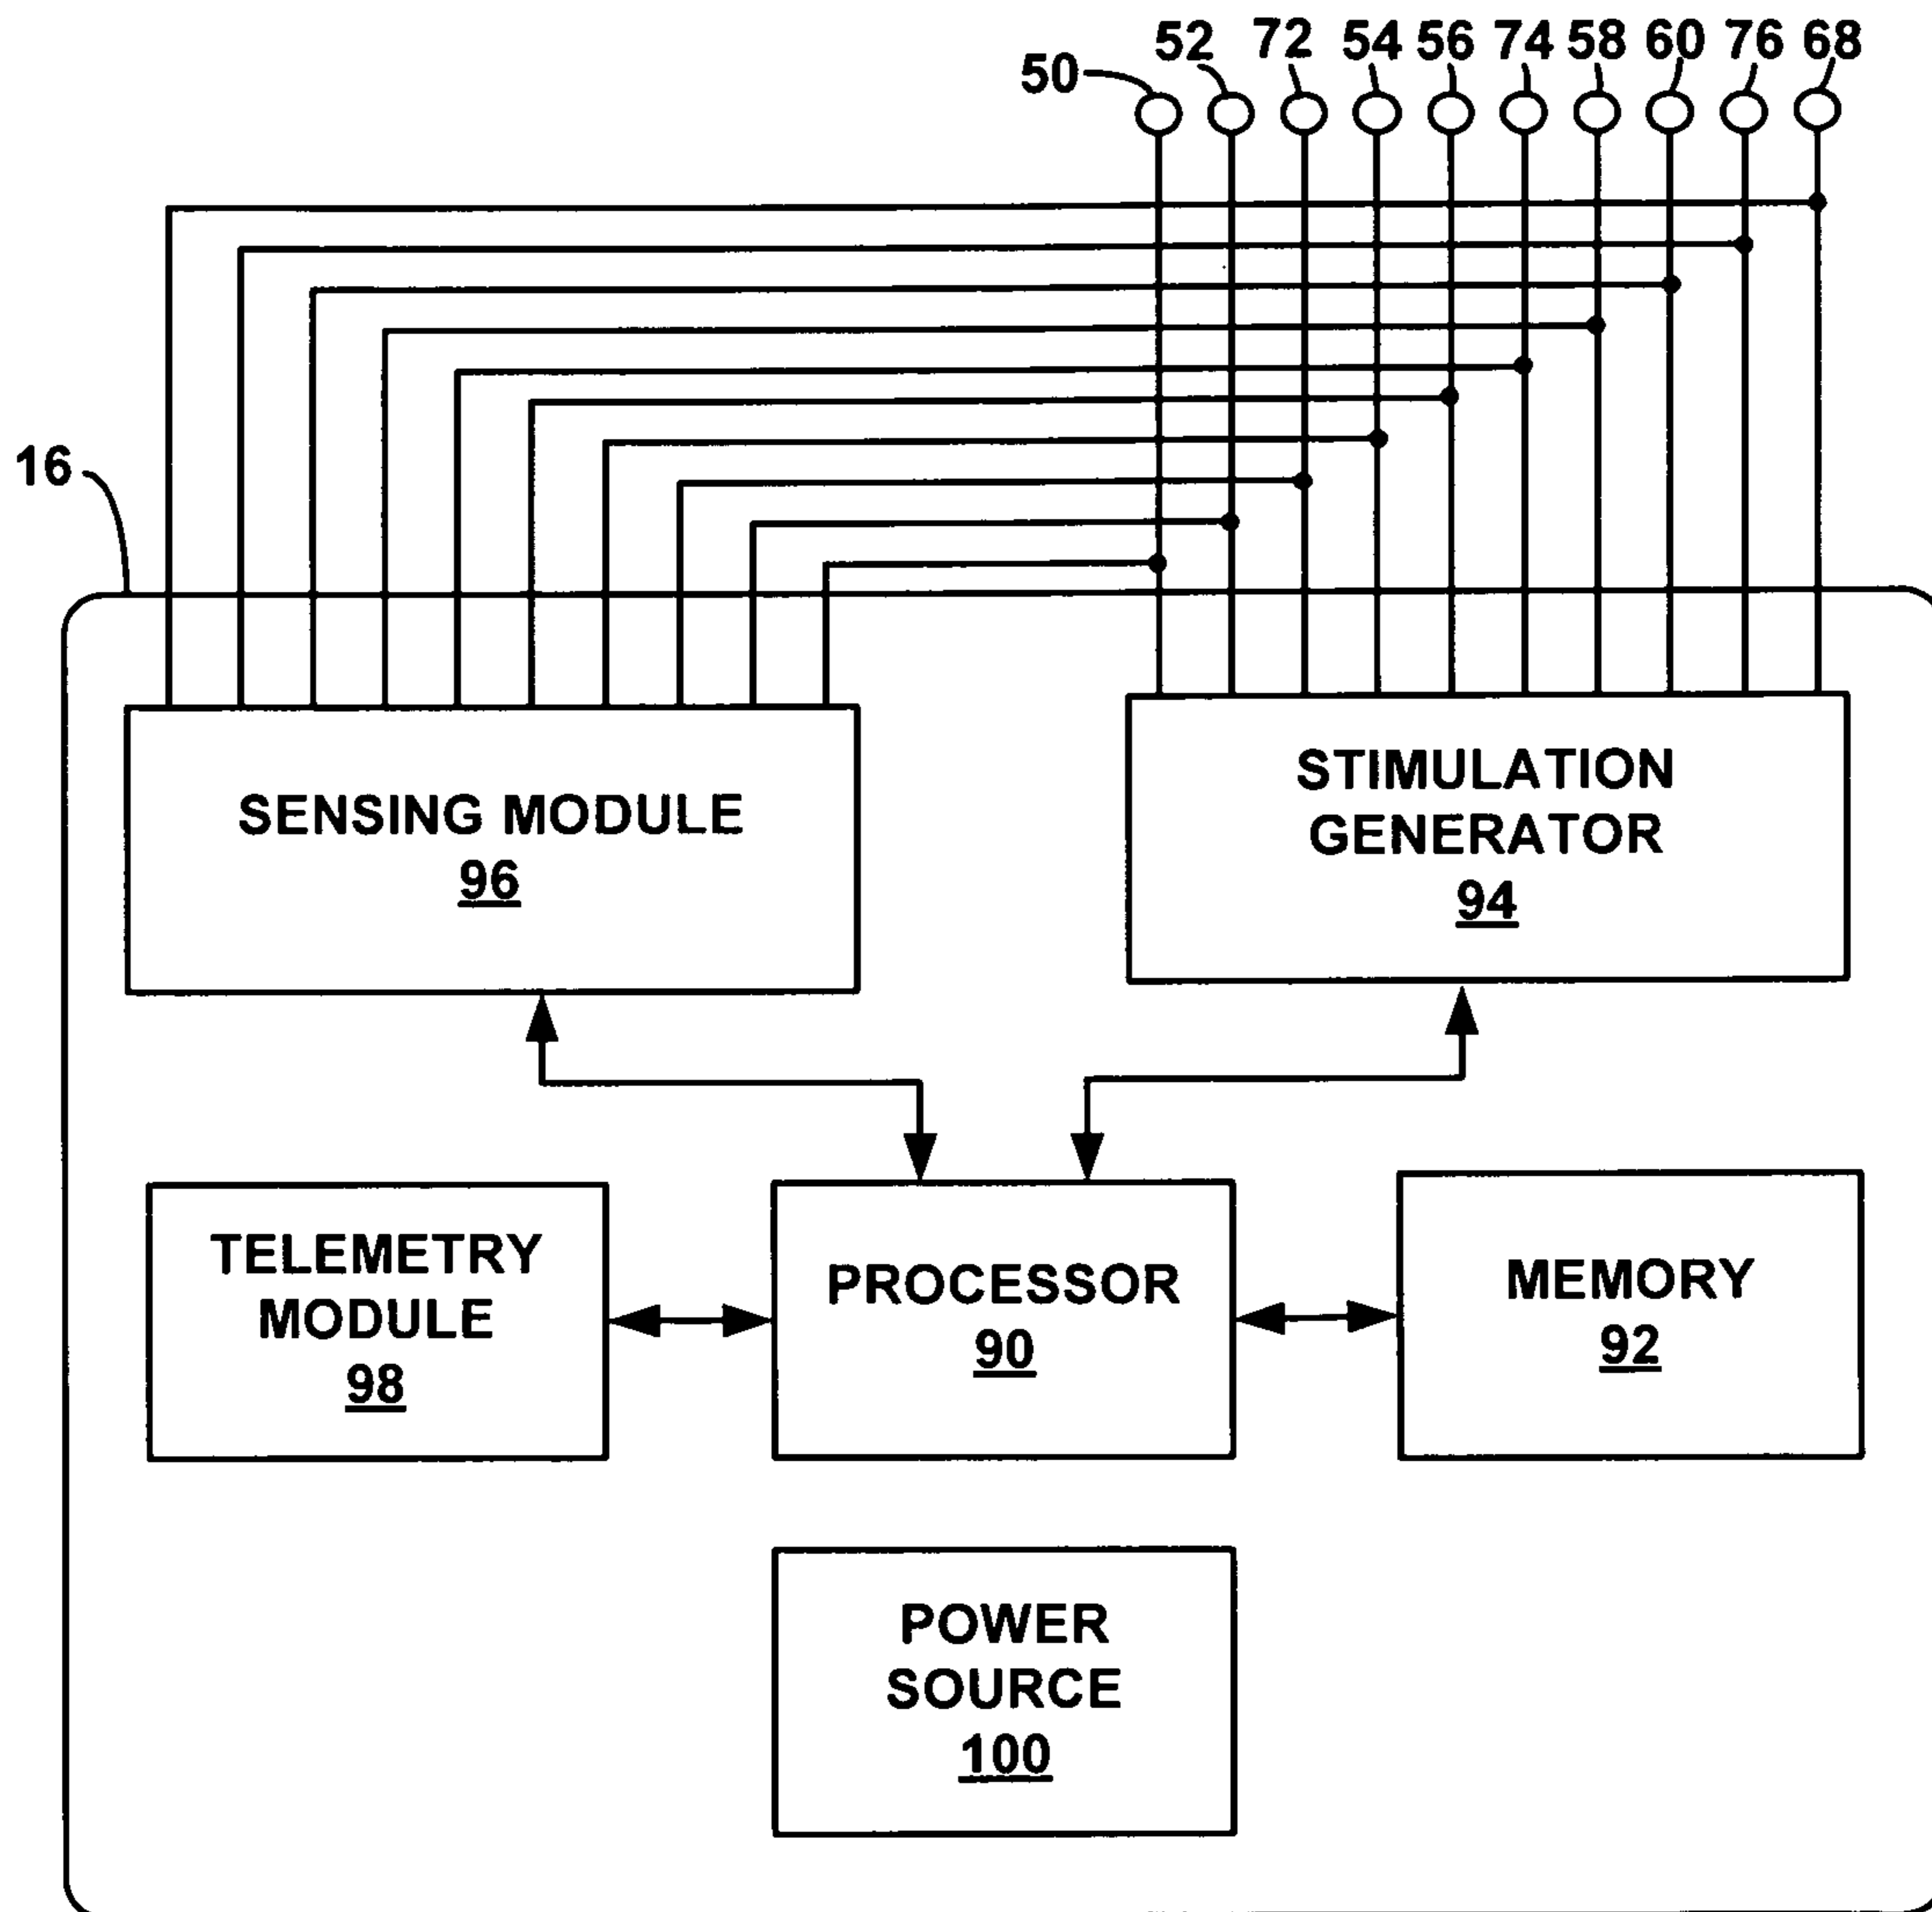 50 52 72 54 56 74 58 60 76 68
16
SENSING MODULE
96
STIMULATION
GENERATOR
94
TELEMETRY
MODULE
98
PROCESSOR
90
MEMORY
92
POWER
SOURCE
100